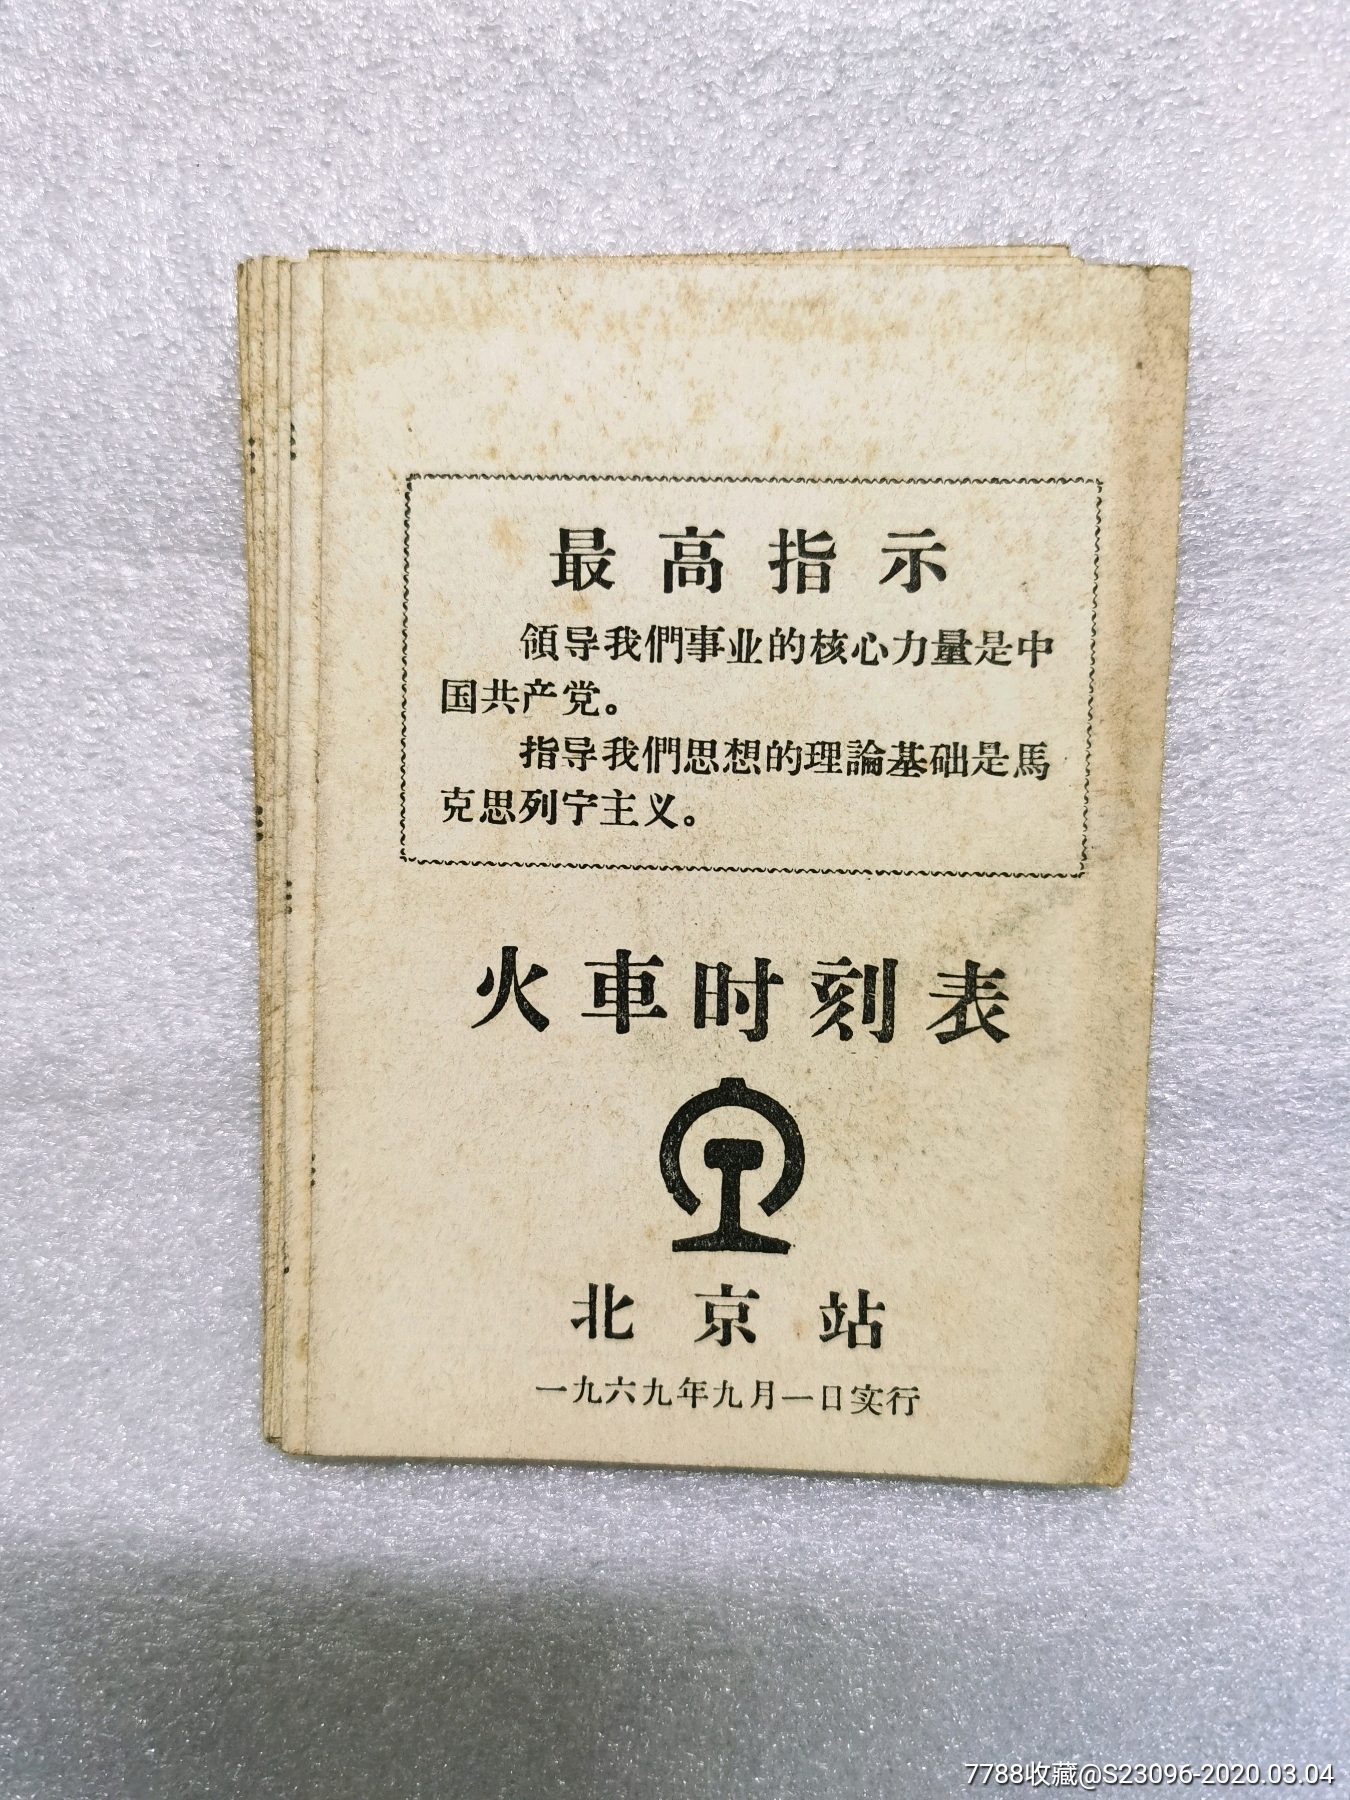 最高指示
領导我們事业的核心力量是中
国共产党。
指导我們思想的理論基础是馬
克思列宁主义。
火車时刻表
北京站
一九六九年九月一日实行
7788收藏@S23096-2020.03.04